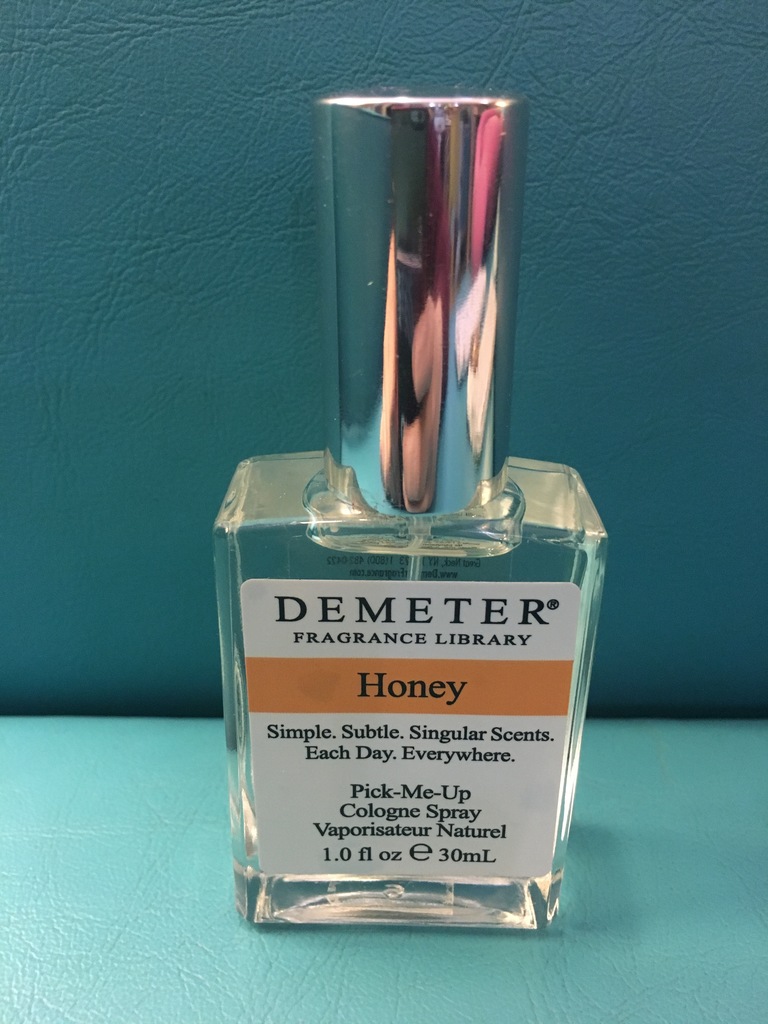 DEMETER®
FRAGRANCE LIBRARY
Honey
Simple. Subtle. Singular Scents.
Each Day. Everywhere.
Pick-Me-Up
Cologne Spray
Vaporisateur Naturel
1.0 fl oz ℮ 30mL